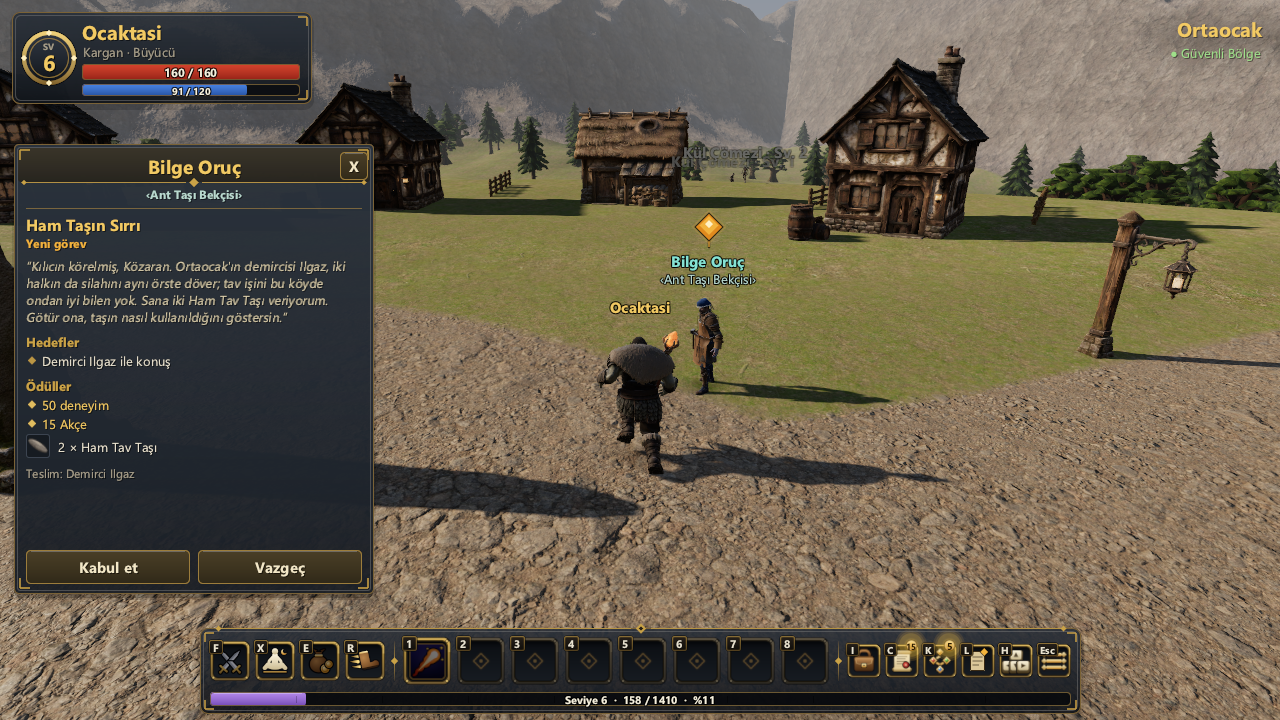 SV
6
Ocaktasi
Kargan · Büyücü
160 / 160
91 / 120
Ortaocak
Güvenli Bölge
Bilge Oruç
X
‹Ant Taşı Bekçisi›
Ham Taşın Sırrı
Yeni görev
"Kılıcın körelmiş, Közaran. Ortaocak'ın demircisi Ilgaz, iki
halkın da silahını aynı örste döver; tav işini bu köyde
ondan iyi bilen yok. Sana iki Ham Tav Taşı veriyorum.
Götür ona, taşın nasıl kullanıldığını göstersin."
Hedefler
Demirci Ilgaz ile konuş
Ödüller
50 deneyim
15 Akçe
2 × Ham Tav Taşı
Teslim: Demirci Ilgaz
Kabul et
Vazgeç
Bilge Oruç
‹Ant Taşı Bekçisi›
Ocaktasi
F
X
E
R
1
2
3
4
5
6
7
8
I
C
15
K
5
L
H
Esc
Seviye 6 · 158 / 1410 · %11